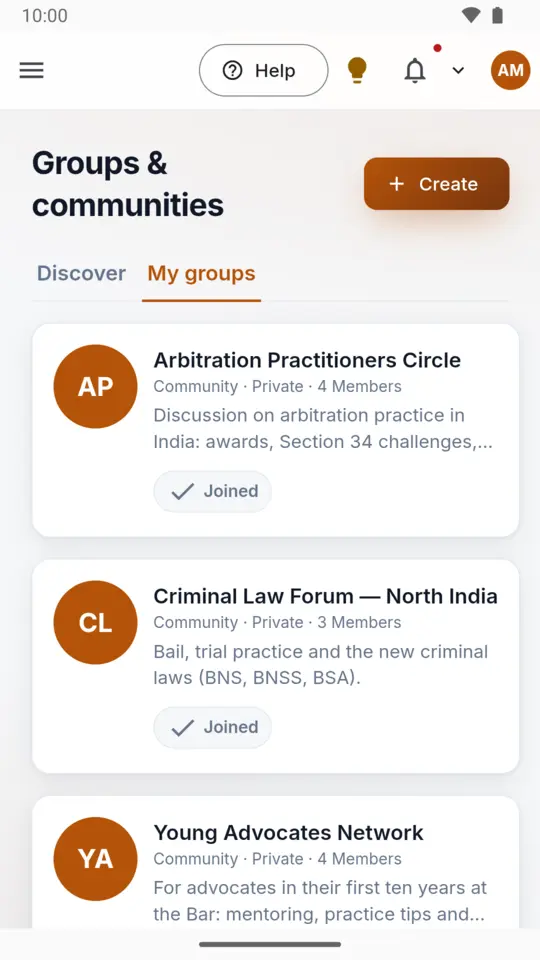 10:00
Help
AM
Groups &
communities
Create
Discover
My groups
AP
Arbitration Practitioners Circle
Community · Private · 4 Members
Discussion on arbitration practice in
India: awards, Section 34 challenges,...
Joined
CL
Criminal Law Forum — North India
Community · Private · 3 Members
Bail, trial practice and the new criminal
laws (BNS, BNSS, BSA).
Joined
YA
Young Advocates Network
Community · Private · 4 Members
For advocates in their first ten years at
the Bar: mentoring, practice tips and...